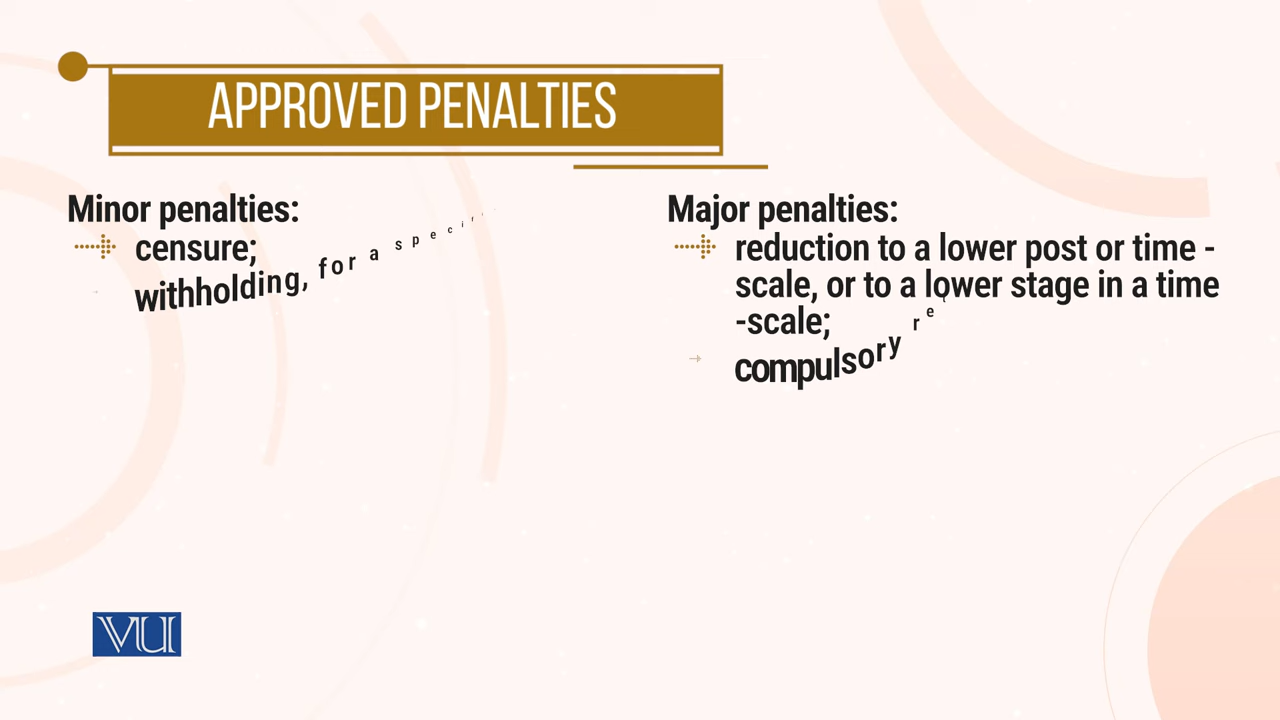 APPROVED PENALTIES
Minor penalties:
censure;
withholding, for a
Major penalties:
reduction to a lower post or time -
scale, or to a lower stage in a time
-scale;
compulsory
VU